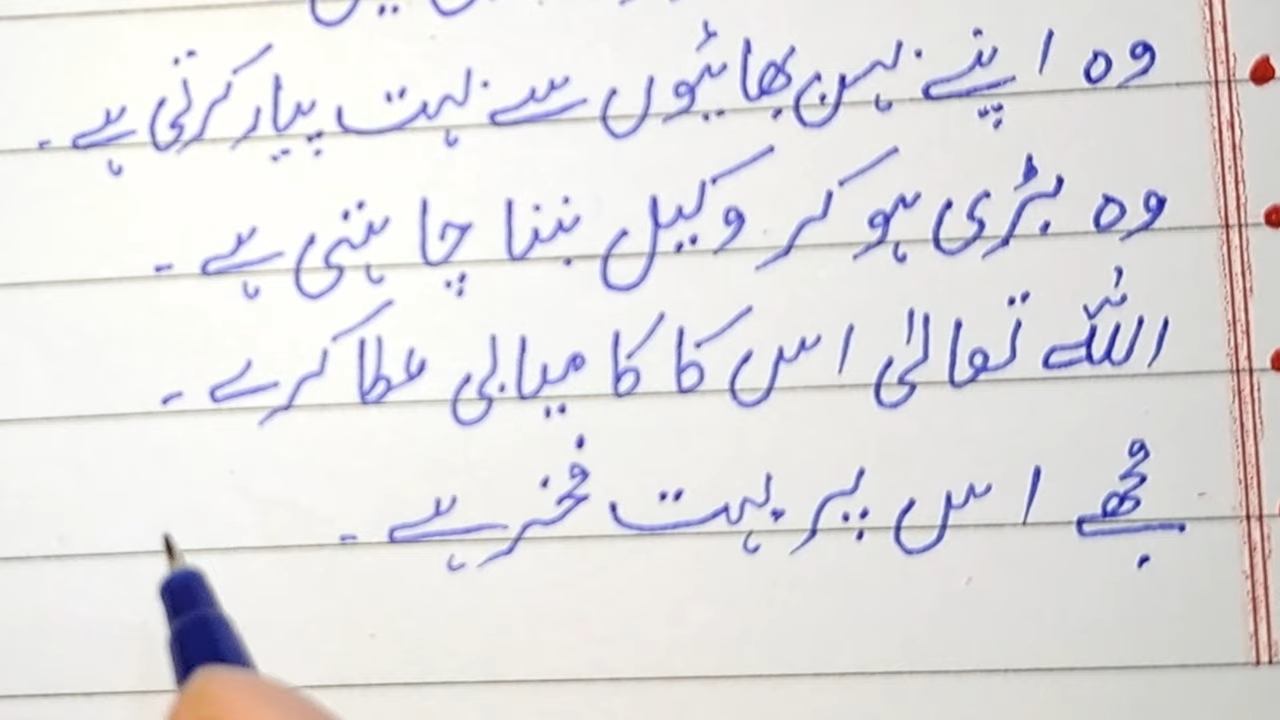 وہ اپنے بہن بھائیوں سے بہت پیار کرتی ہے ۔
وہ بڑی ہو کر وکیل بننا چاہتی ہے ۔
اللہ تعالیٰ اس کا کامیابی عطا کرے ۔
مجھے اس پر بہت فخر ہے ۔